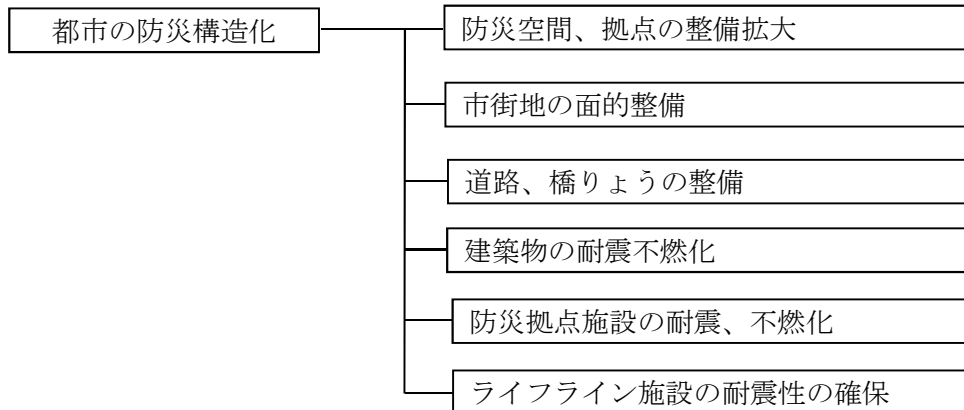 都市の防災構造化
防災空間、拠点の整備拡大
市街地の面的整備
道路、橋りょうの整備
建築物の耐震不燃化
防災拠点施設の耐震、不燃化
ライフライン施設の耐震性の確保